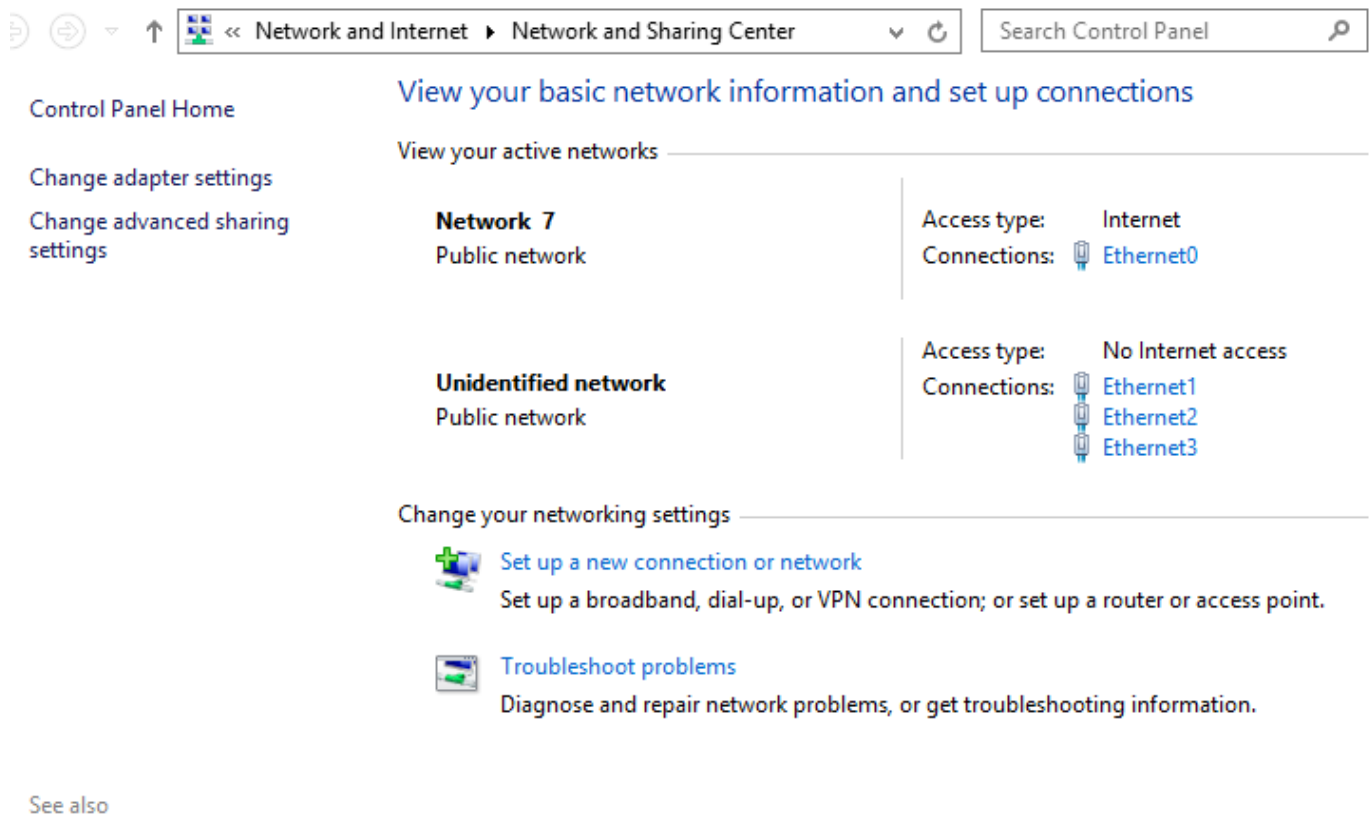 « Network and Internet ▸ Network and Sharing Center
Search Control Panel
Control Panel Home
Change adapter settings
Change advanced sharing
settings
See also
View your basic network information and set up connections
View your active networks
Network 7
Public network
Access type: Internet
Connections: Ethernet0
Unidentified network
Public network
Access type: No Internet access
Connections: Ethernet1
Ethernet2
Ethernet3
Change your networking settings
Set up a new connection or network
Set up a broadband, dial-up, or VPN connection; or set up a router or access point.
Troubleshoot problems
Diagnose and repair network problems, or get troubleshooting information.